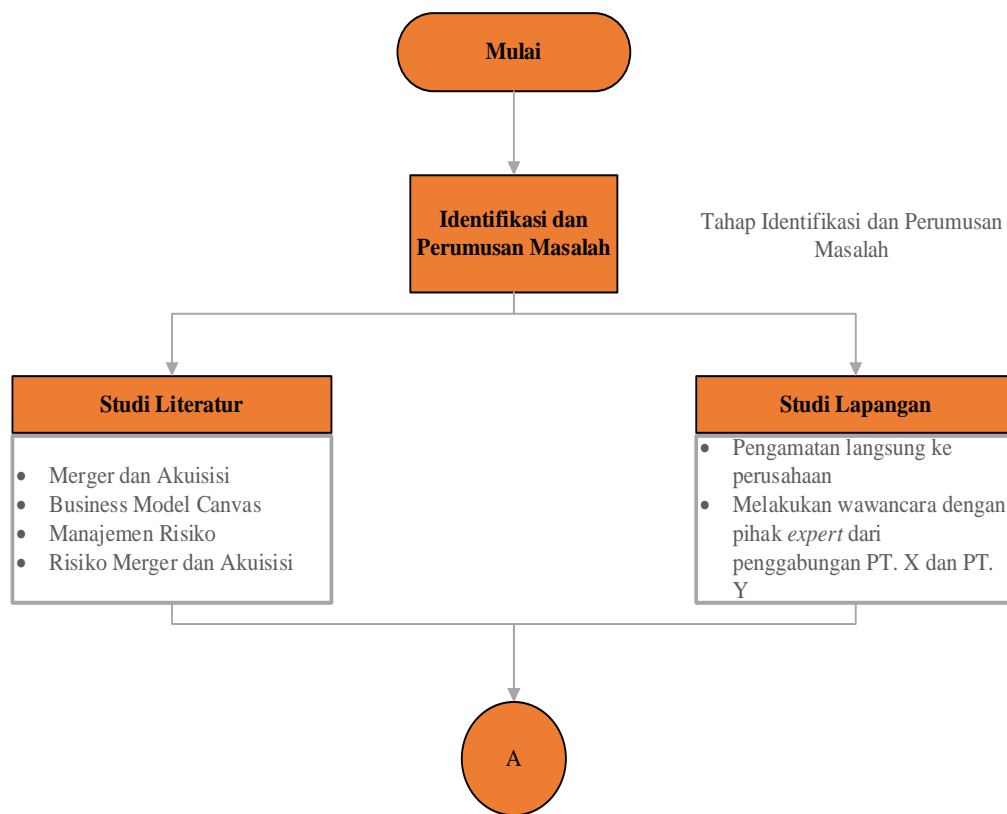 Mulai
Identifikasi dan
Perumusan Masalah
Tahap Identifikasi dan Perumusan
Masalah
Studi Literatur
• Merger dan Akuisisi
• Business Model Canvas
• Manajemen Risiko
• Risiko Merger dan Akuisisi
Studi Lapangan
• Pengamatan langsung ke
perusahaan
• Melakukan wawancara dengan
pihak expert dari
penggabungan PT. X dan PT.
Y
A